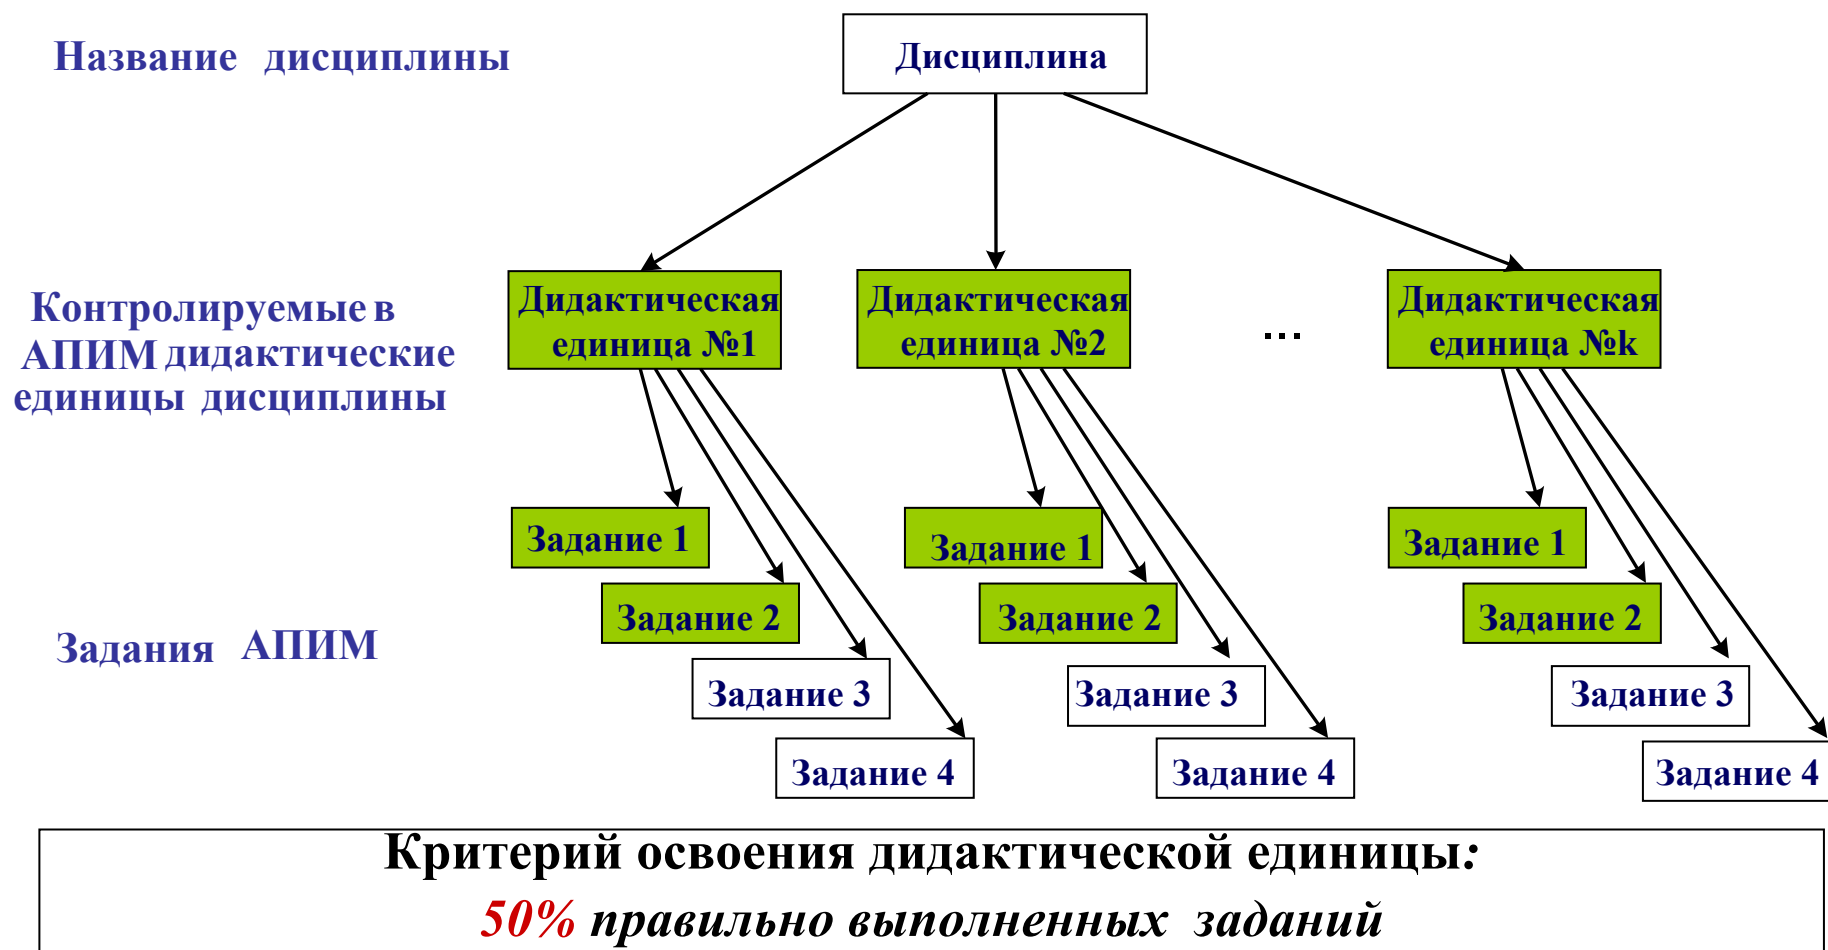 Название дисциплины
Дисциплина
Контролируемые в
АПИМ дидактические
единицы дисциплины
Дидактическая
единица №1
Дидактическая
единица №2
...
Дидактическая
единица №k
Задания АПИМ
Задание 1
Задание 2
Задание 3
Задание 4
Задание 1
Задание 2
Задание 3
Задание 4
Задание 1
Задание 2
Задание 3
Задание 4
Критерий освоения дидактической единицы:
50% правильно выполненных заданий